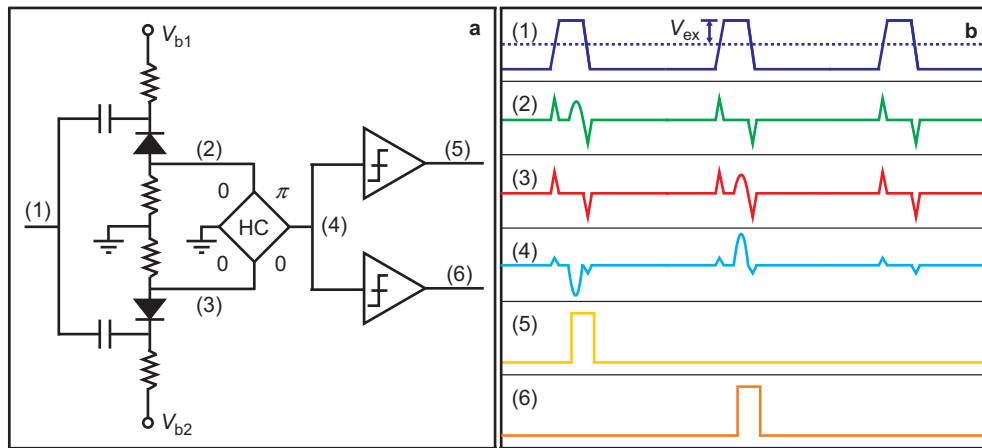 a
V_b1
(2)
(5)
0
π
(1)
HC
(4)
0
0
(3)
(6)
V_b2
b
(1)
V_ex
(2)
(3)
(4)
(5)
(6)